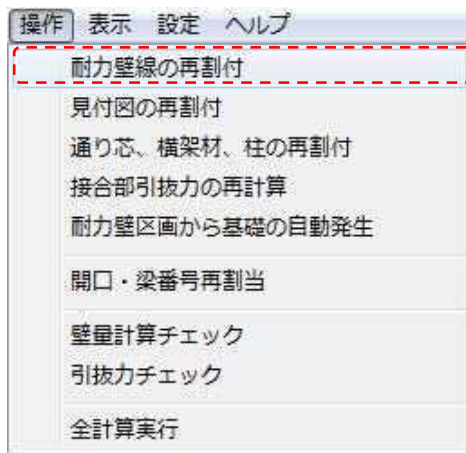 操作 表示 設定 ヘルプ
耐力壁線の再割付
見付図の再割付
通り芯、横架材、柱の再割付
接合部引抜力の再計算
耐力壁区画から基礎の自動発生
開口・梁番号再割当
壁量計算チェック
引抜力チェック
全計算実行